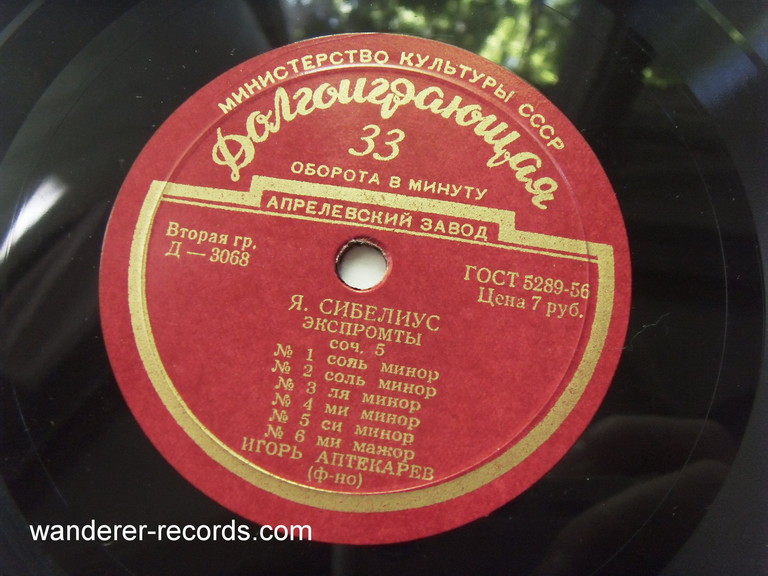 МИНИСТЕРСТВО КУЛЬТУРЫ СССР
Долгоиграющая
33
ОБОРОТА В МИНУТУ
АПРЕЛЕВСКИЙ ЗАВОД
Вторая гр.
Д — 3068
ГОСТ 5289-56
Цена 7 руб.
Я. СИБЕЛИУС
ЭКСПРОМТЫ
соч. 5
№ 1 соль минор
№ 2 соль минор
№ 3 ля минор
№ 4 ми минор
№ 5 си минор
№ 6 ми мажор
ИГОРЬ АПТЕКАРЕВ
(ф-но)
wanderer-records.com